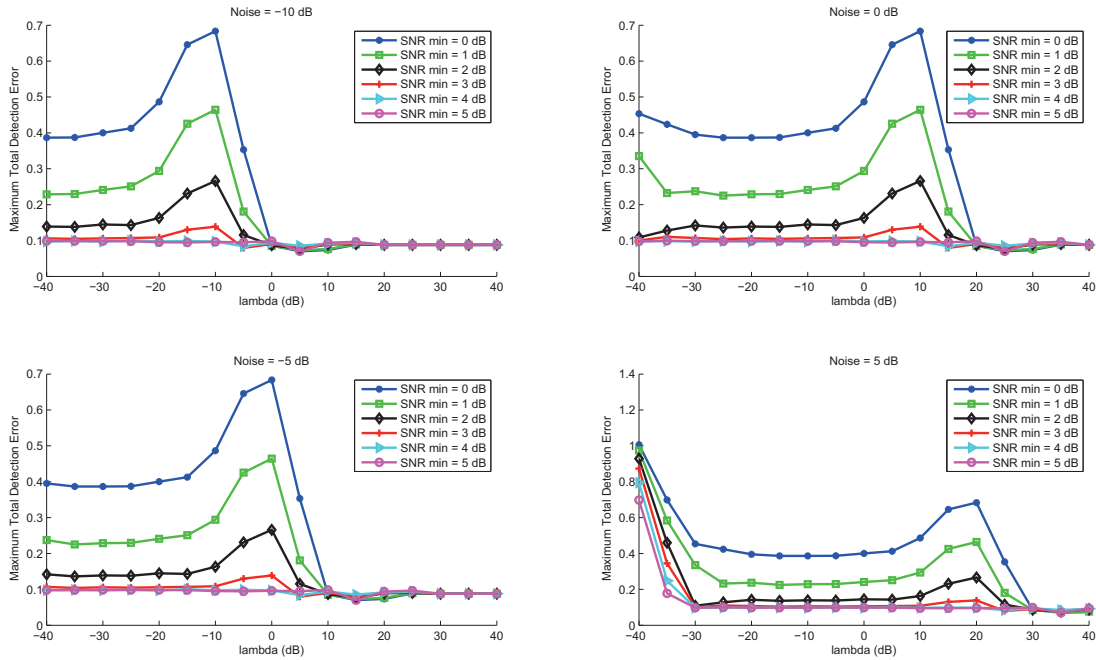 Noise = −10 dB
Maximum Total Detection Error
0.7
0.6
0.5
0.4
0.3
0.2
0.1
0
−40
−30
−20
−10
0
10
20
30
40
lambda (dB)
SNR min = 0 dB
SNR min = 1 dB
SNR min = 2 dB
SNR min = 3 dB
SNR min = 4 dB
SNR min = 5 dB
Noise = 0 dB
Maximum Total Detection Error
0.7
0.6
0.5
0.4
0.3
0.2
0.1
0
−40
−30
−20
−10
0
10
20
30
40
lambda (dB)
SNR min = 0 dB
SNR min = 1 dB
SNR min = 2 dB
SNR min = 3 dB
SNR min = 4 dB
SNR min = 5 dB
Noise = −5 dB
Maximum Total Detection Error
0.7
0.6
0.5
0.4
0.3
0.2
0.1
0
−40
−30
−20
−10
0
10
20
30
40
lambda (dB)
SNR min = 0 dB
SNR min = 1 dB
SNR min = 2 dB
SNR min = 3 dB
SNR min = 4 dB
SNR min = 5 dB
Noise = 5 dB
Maximum Total Detection Error
1.4
1.2
1.0
0.8
0.6
0.4
0.2
0
−40
−30
−20
−10
0
10
20
30
40
lambda (dB)
SNR min = 0 dB
SNR min = 1 dB
SNR min = 2 dB
SNR min = 3 dB
SNR min = 4 dB
SNR min = 5 dB